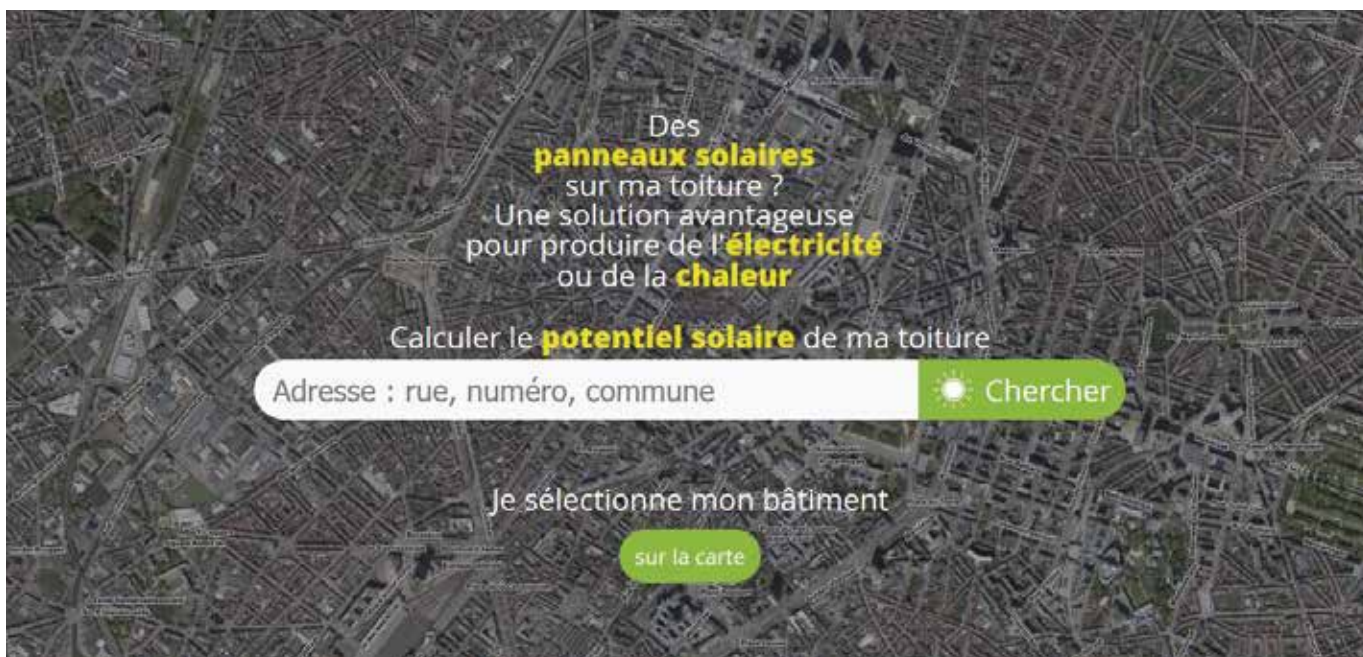 Des
panneaux solaires
sur ma toiture ?
Une solution avantageuse
pour produire de l'électricité
ou de la chaleur
Calculer le potentiel solaire de ma toiture
Adresse : rue, numéro, commune
Chercher
Je sélectionne mon bâtiment
sur la carte